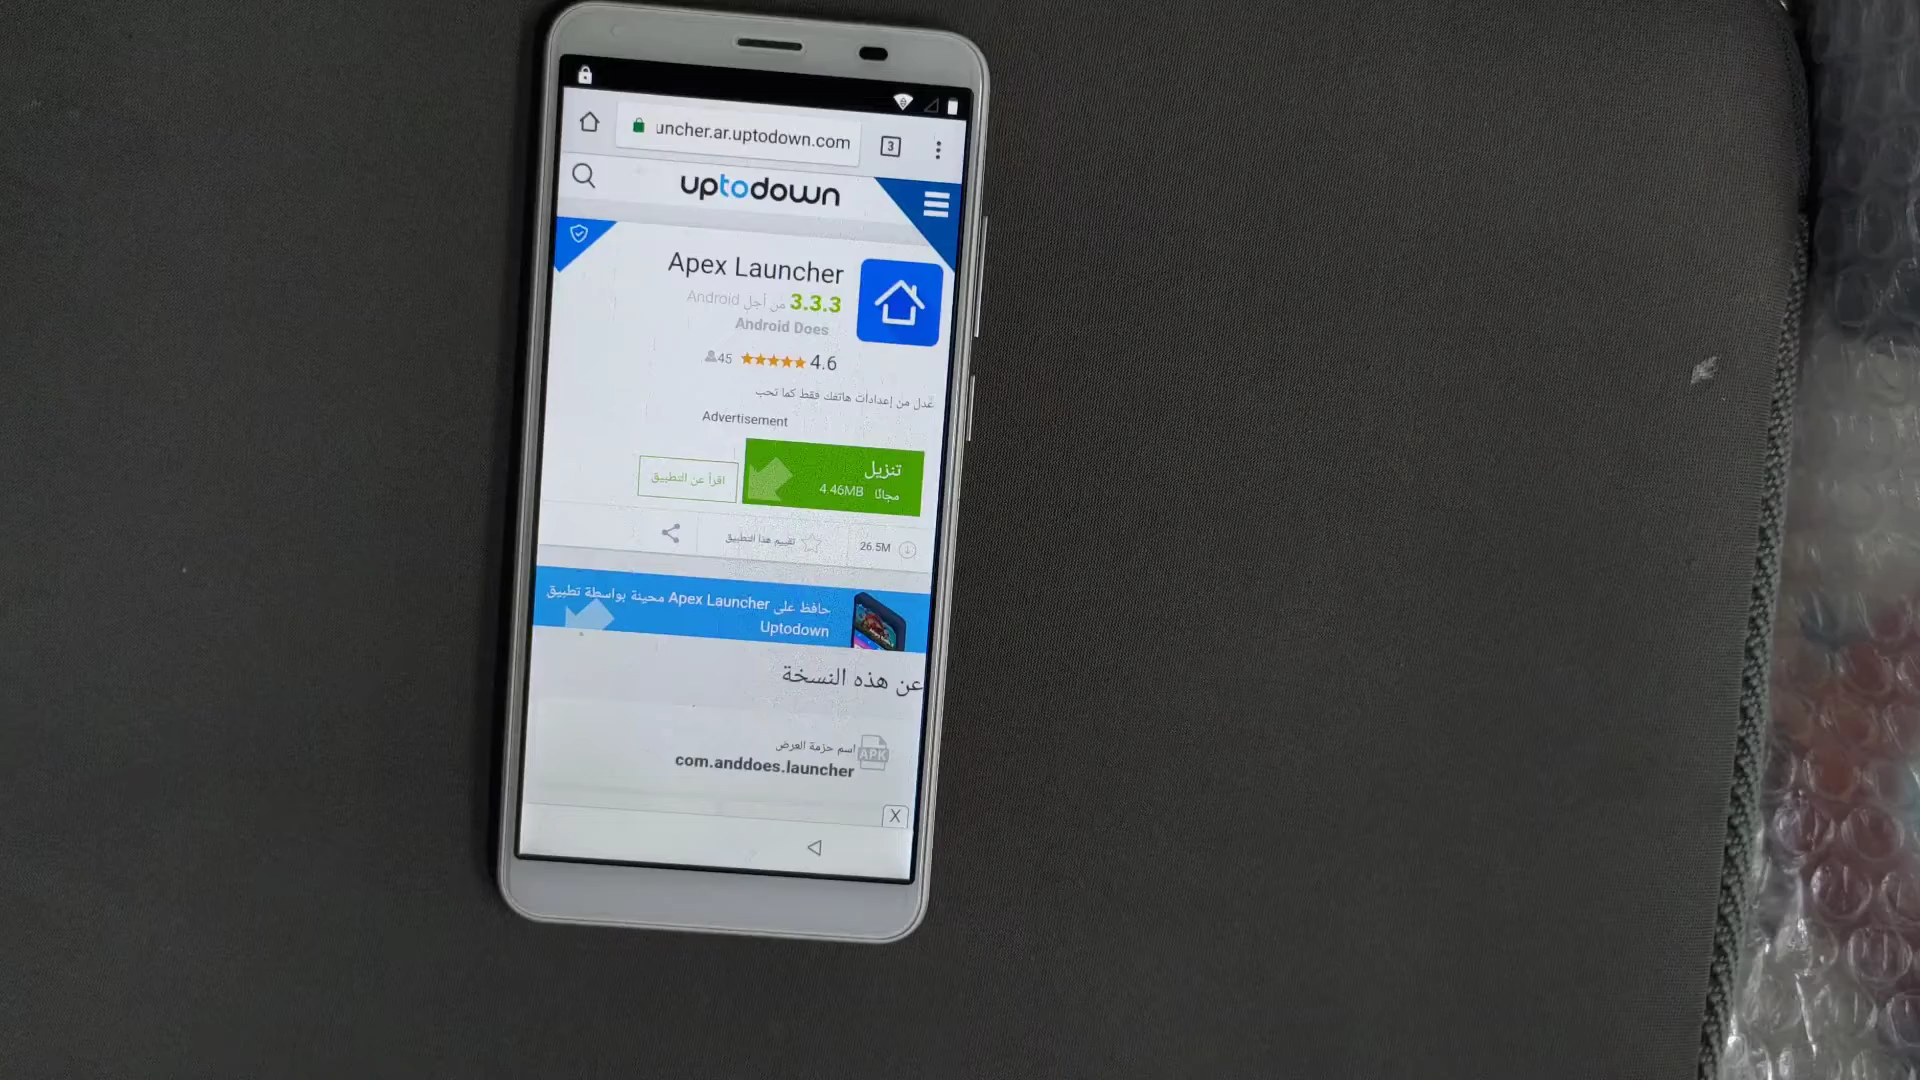 uncher.ar.uptodown.com
3
uptodown
Apex Launcher
3.3.3 من أجل Android
Android Does
45 4.6
عدل من إعدادات هاتفك فقط كما تحب
Advertisement
تنزيل
مجانًا 4.46MB
اقرأ عن التطبيق
26.5M
تقييم هذا التطبيق
حافظ على Apex Launcher محينة بواسطة تطبيق
Uptodown
عن هذه النسخة
اسم حزمة العرض
APK
com.anddoes.launcher
X